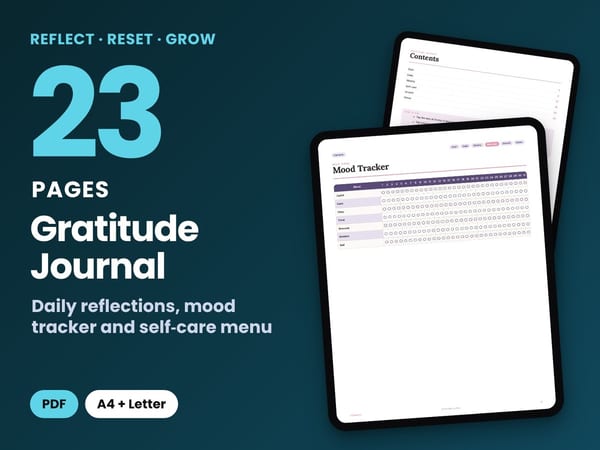 REFLECT · RESET · GROW
23
PAGES
Gratitude
Journal
Daily reflections, mood
tracker and self-care menu
PDF
A4 + Letter
Contents
Mood Tracker
Mood